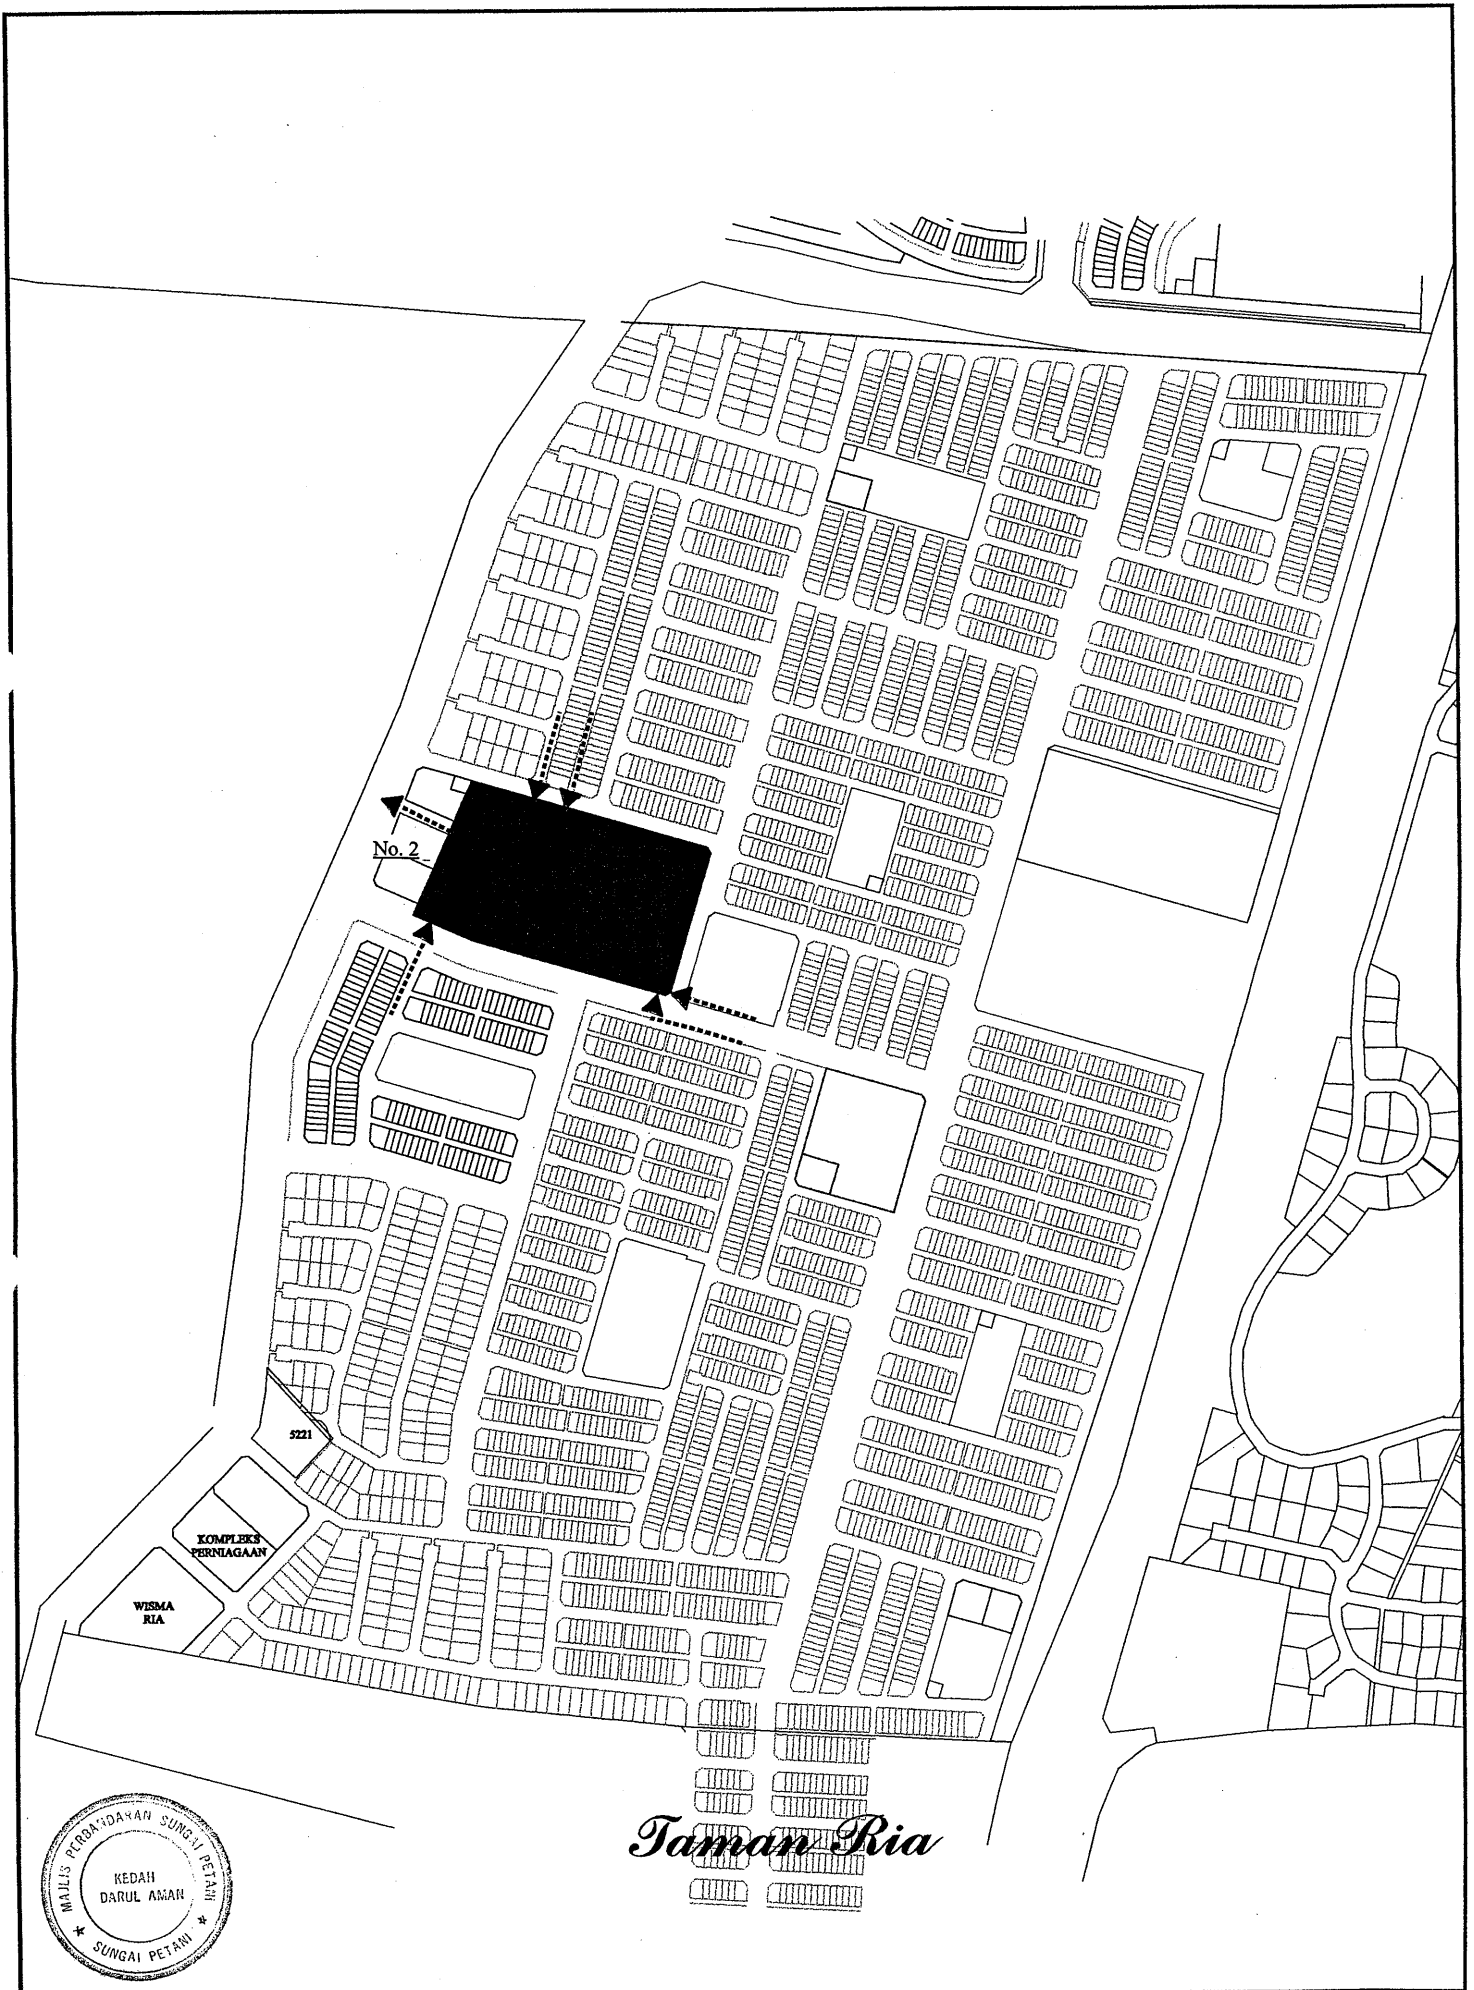 No. 2
5221
KOMPLEKS
PERNIAGAAN
WISMA
RIA
Taman Ria
MAJLIS PERBANDARAN SUNGAI PETANI
KEDAH
DARUL AMAN
★ SUNGAI PETANI ★